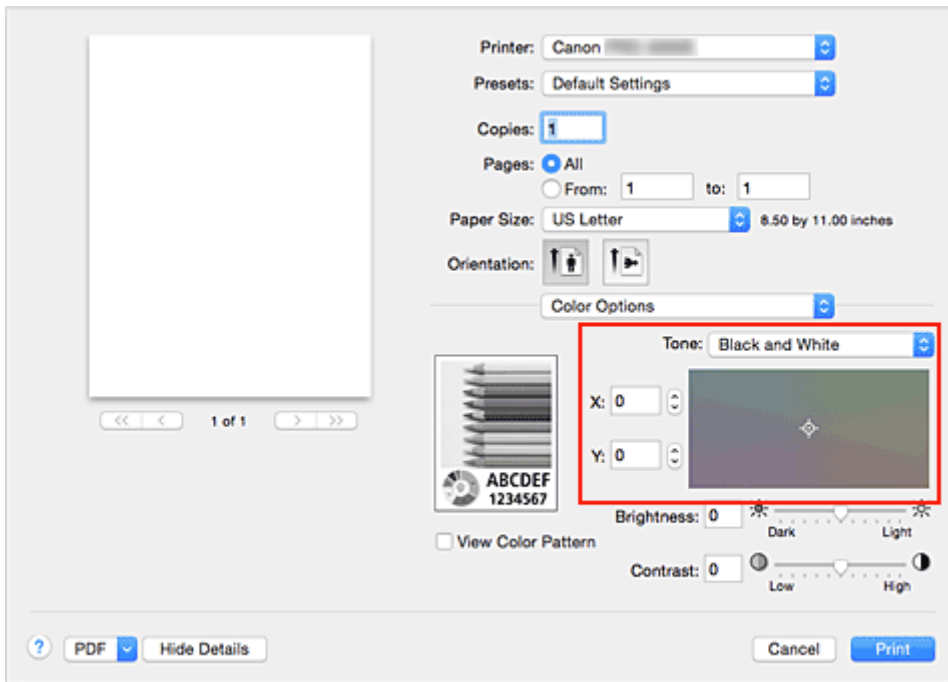 Printer: Canon
Presets: Default Settings
Copies: 1
Pages: All
From: 1 to: 1
Paper Size: US Letter 8.50 by 11.00 inches
Orientation:
Color Options
Tone: Black and White
X: 0
Y: 0
<< < 1 of 1 > >>
ABCDEF
1234567
Brightness: 0
Dark Light
View Color Pattern
Contrast: 0
Low High
? PDF Hide Details Cancel Print